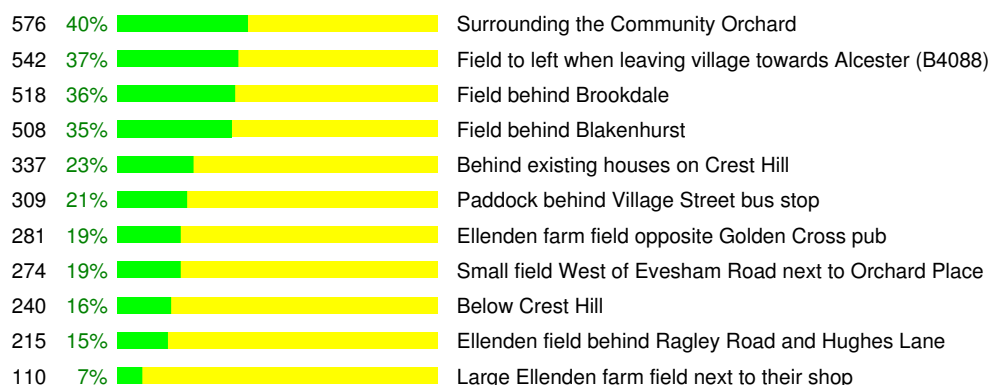 576 40% Surrounding the Community Orchard
542 37% Field to left when leaving village towards Alcester (B4088)
518 36% Field behind Brookdale
508 35% Field behind Blakenhurst
337 23% Behind existing houses on Crest Hill
309 21% Paddock behind Village Street bus stop
281 19% Ellenden farm field opposite Golden Cross pub
274 19% Small field West of Evesham Road next to Orchard Place
240 16% Below Crest Hill
215 15% Ellenden field behind Ragley Road and Hughes Lane
110 7% Large Ellenden farm field next to their shop